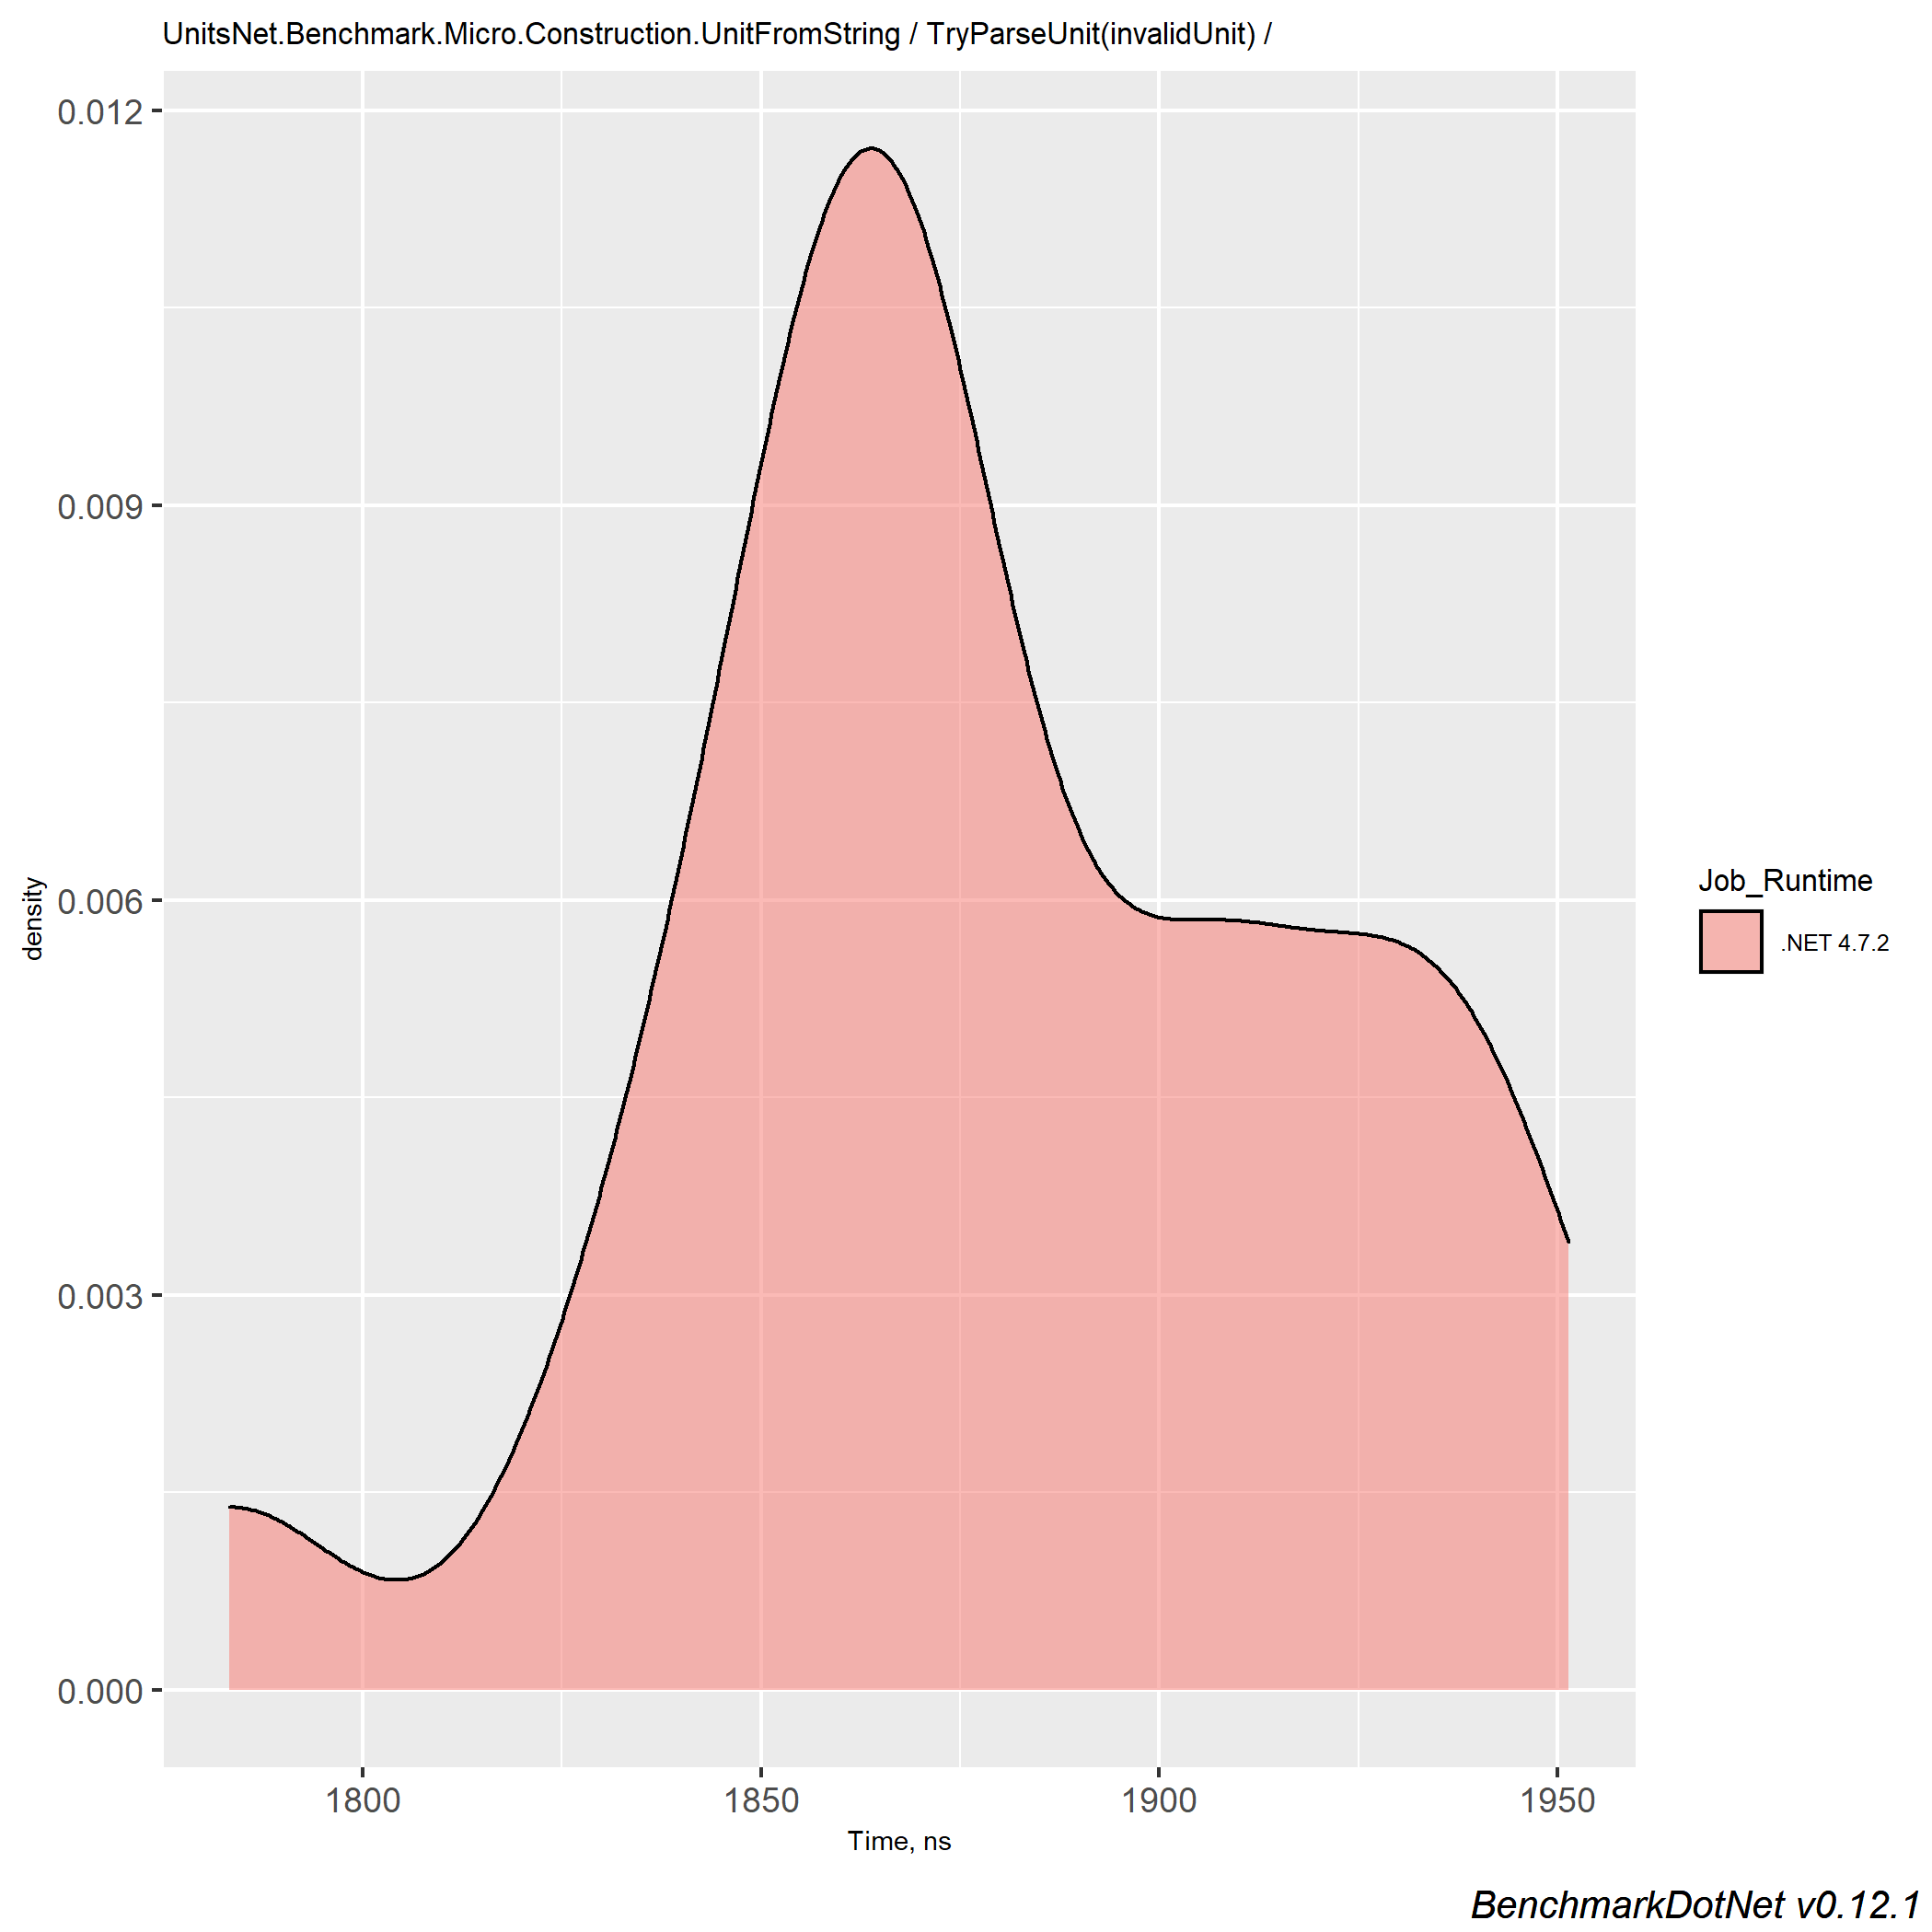 UnitsNet.Benchmark.Micro.Construction.UnitFromString / TryParseUnit(invalidUnit) /
0.012
0.009
0.006
0.003
0.000
density
1800 1850 1900 1950
Time, ns
Job_Runtime
.NET 4.7.2
BenchmarkDotNet v0.12.1